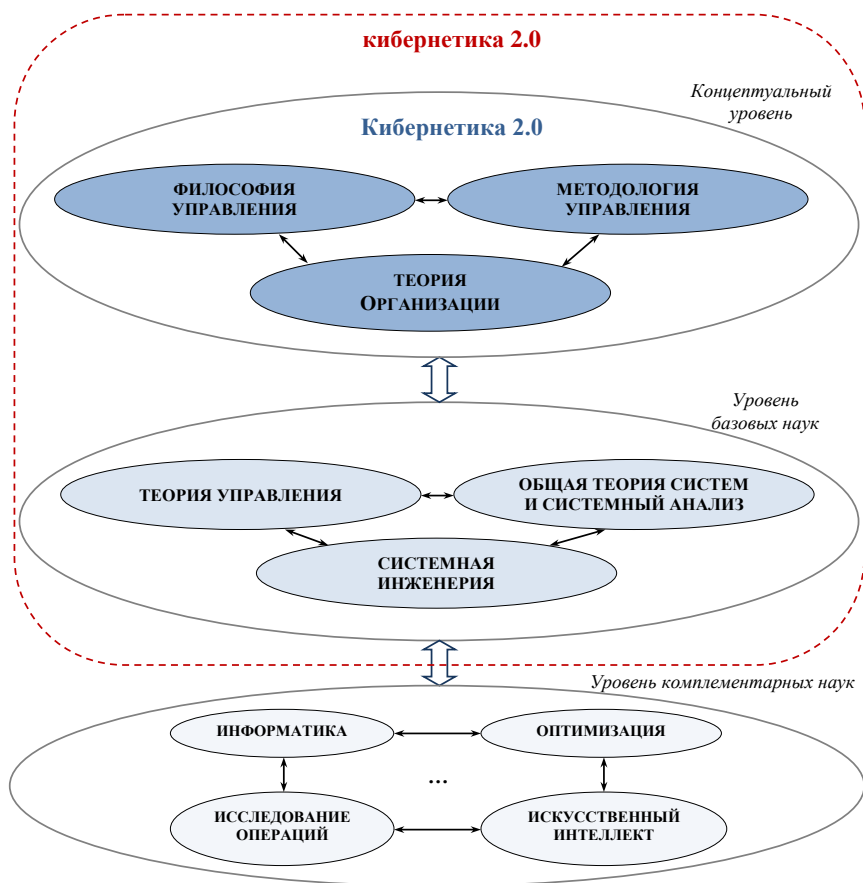 кибернетика 2.0
Концептуальный
уровень
Кибернетика 2.0
ФИЛОСОФИЯ
УПРАВЛЕНИЯ
МЕТОДОЛОГИЯ
УПРАВЛЕНИЯ
ТЕОРИЯ
ОРГАНИЗАЦИИ
Уровень
базовых наук
ТЕОРИЯ УПРАВЛЕНИЯ
ОБЩАЯ ТЕОРИЯ СИСТЕМ
И СИСТЕМНЫЙ АНАЛИЗ
СИСТЕМНАЯ
ИНЖЕНЕРИЯ
Уровень комплементарных наук
ИНФОРМАТИКА
ОПТИМИЗАЦИЯ
...
ИССЛЕДОВАНИЕ
ОПЕРАЦИЙ
ИСКУССТВЕННЫЙ
ИНТЕЛЛЕКТ